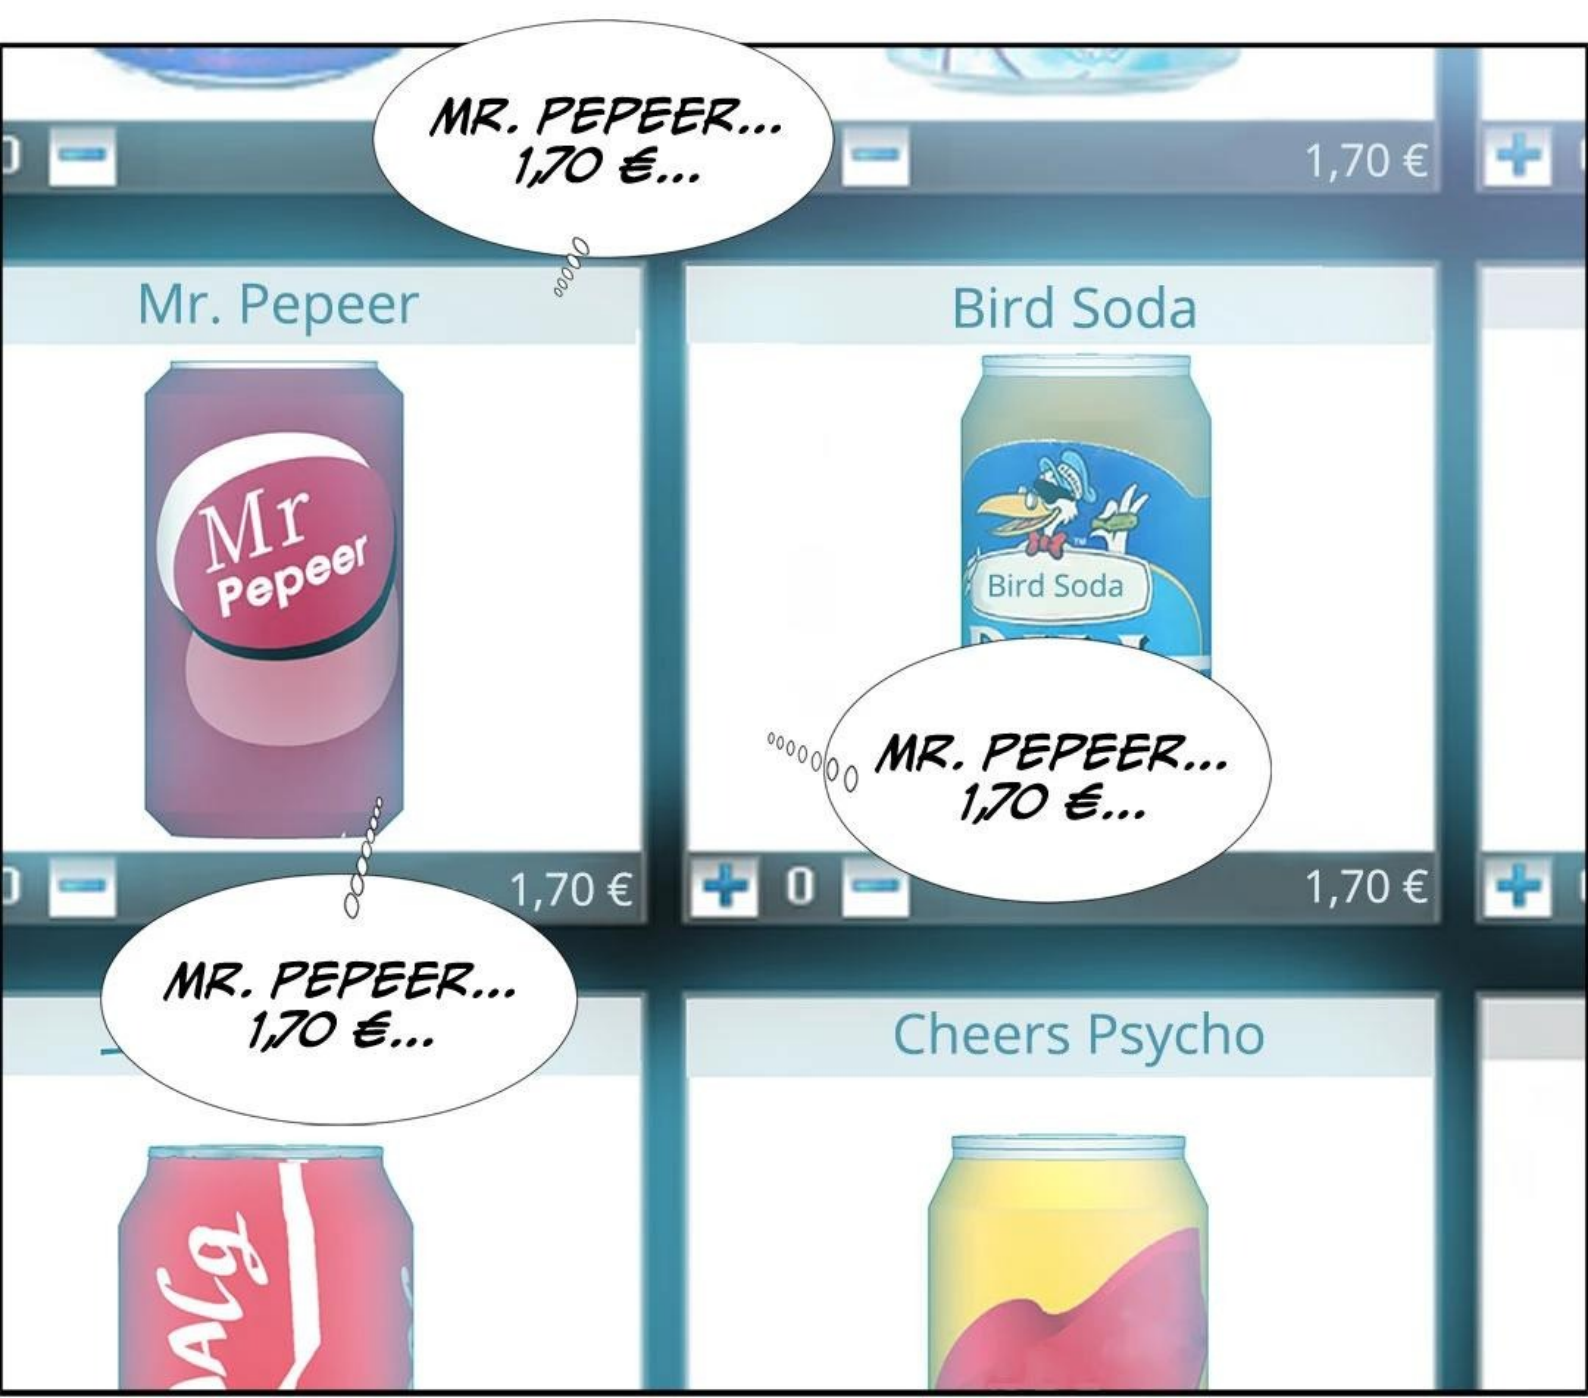 MR. PEPEER...
1,70 €...
1,70 €
Mr. Pepeer
Bird Soda
Mr
Pepeer
TM
Bird Soda
MR. PEPEER...
1,70 €...
1,70 €
0
1,70 €
MR. PEPEER...
1,70 €...
Cheers Psycho